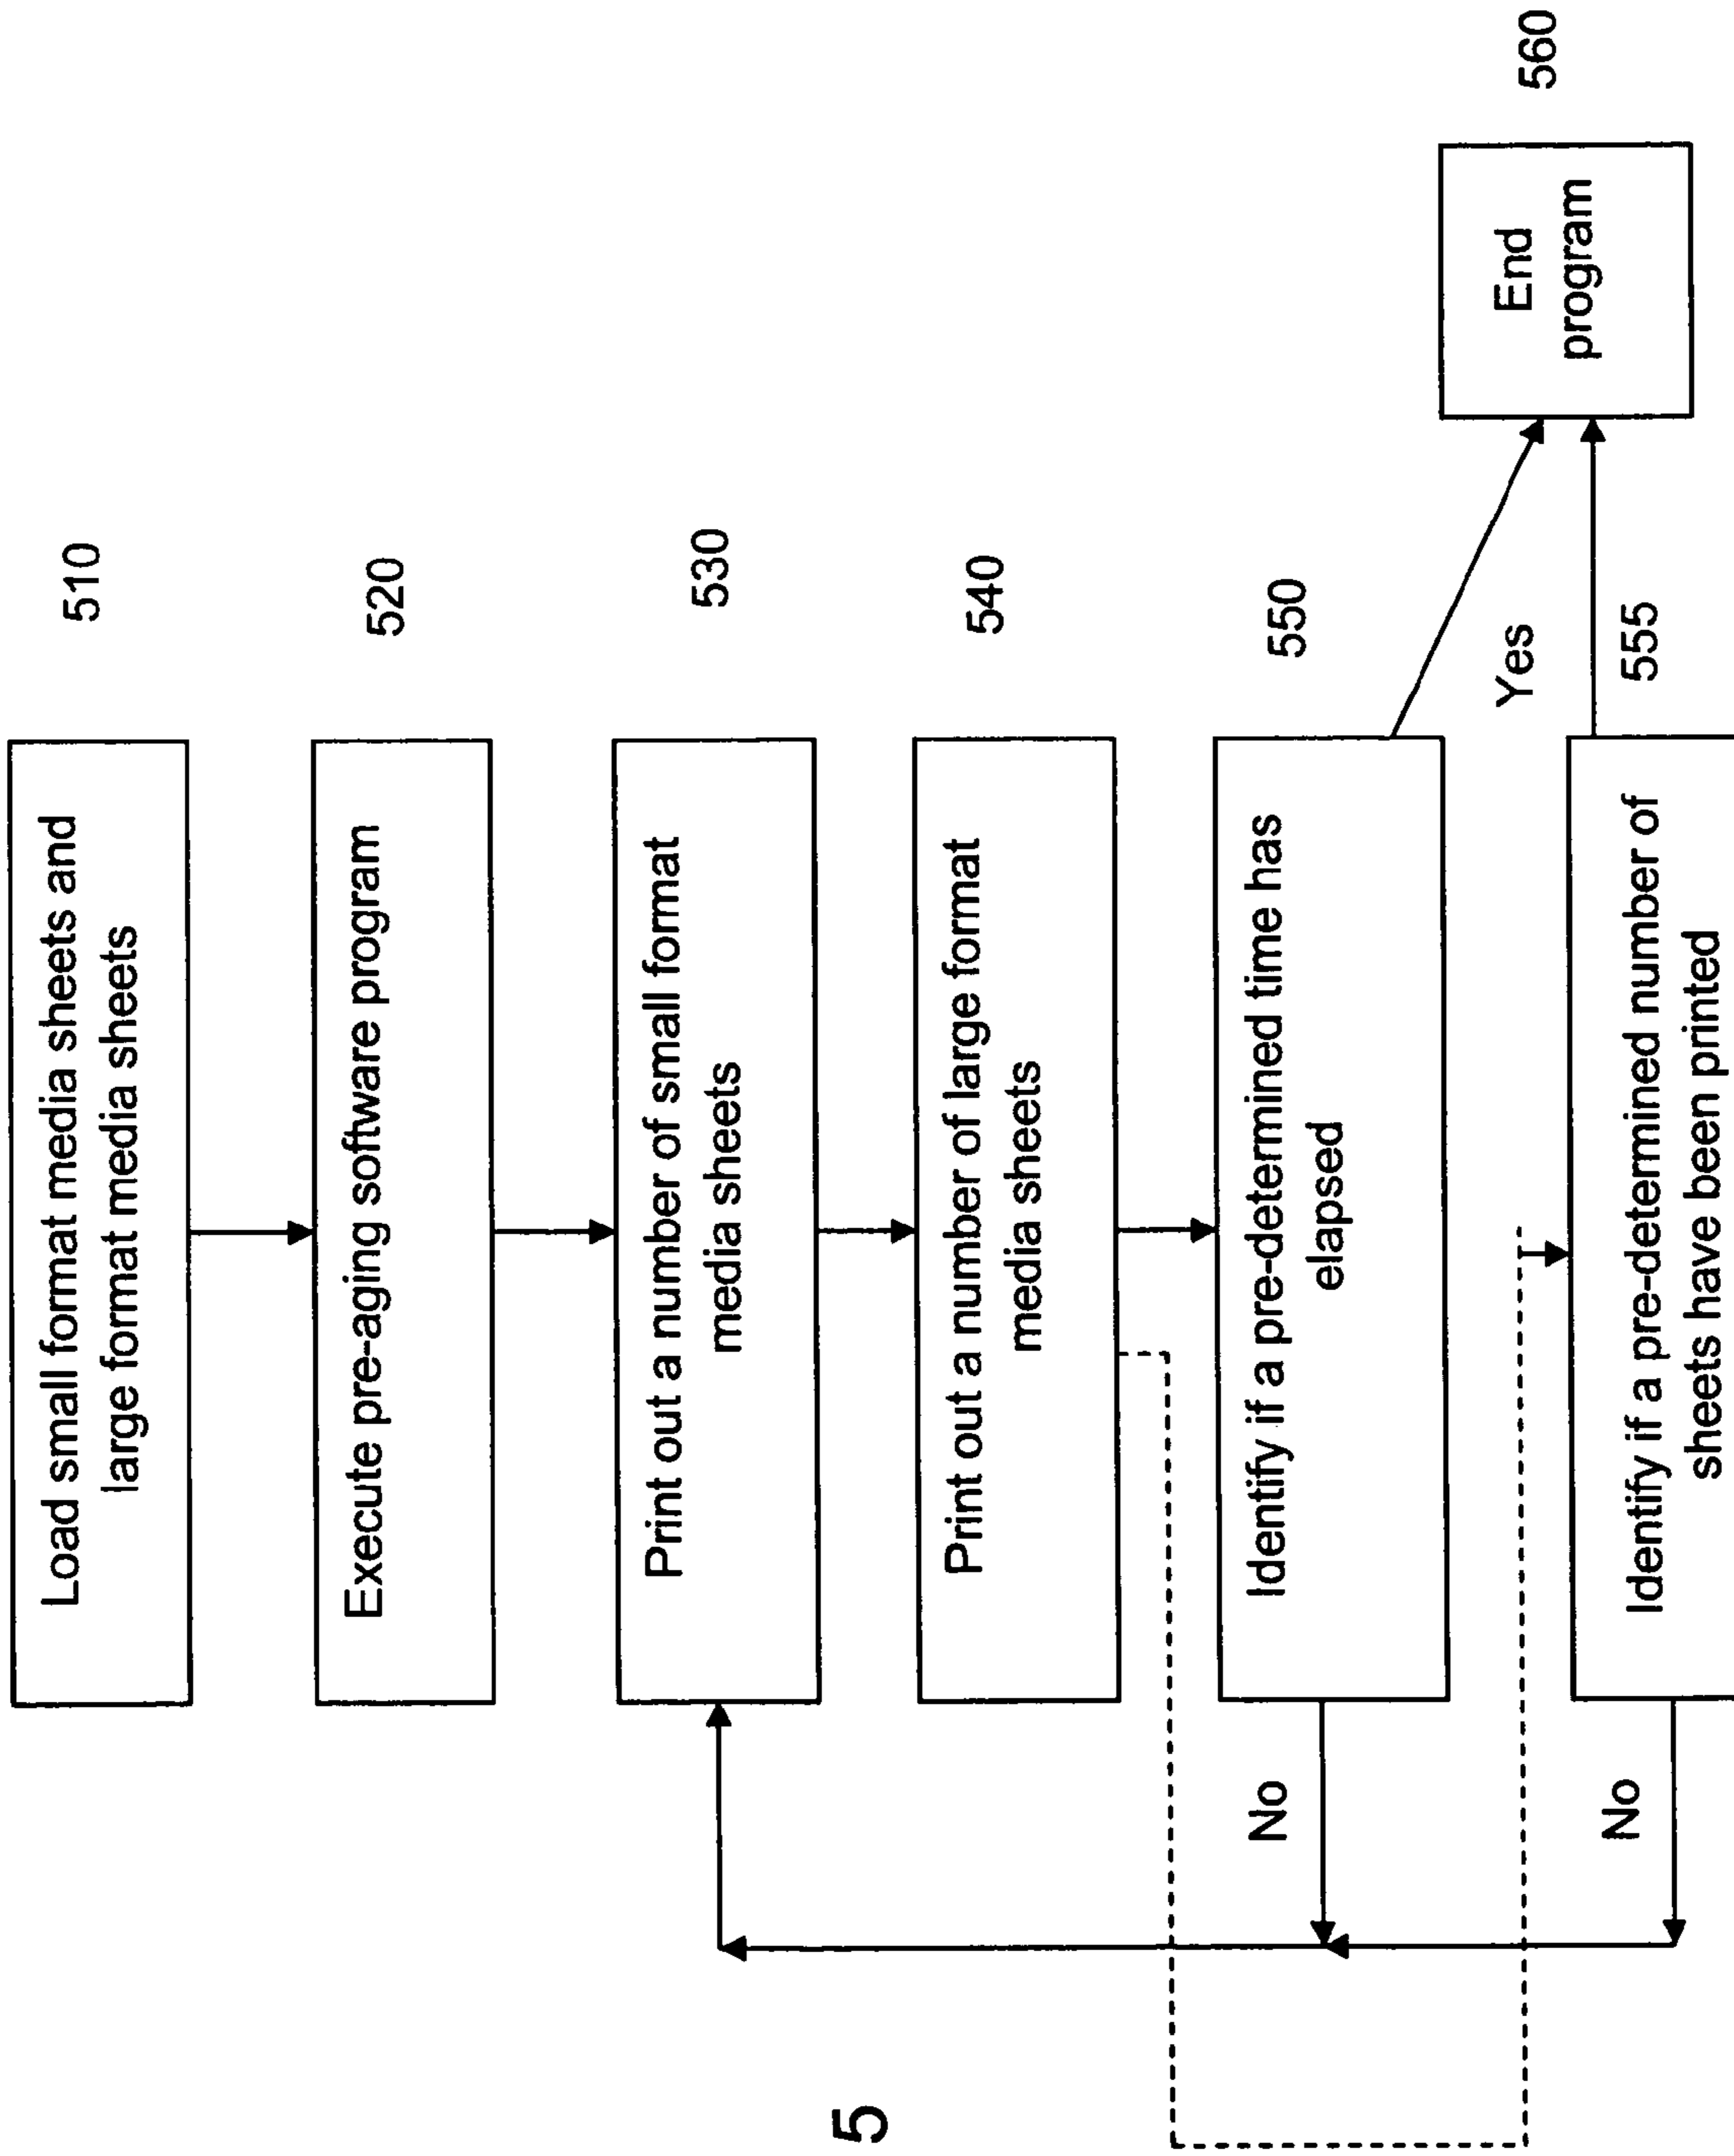 Load small format media sheets and
large format media sheets
510
Execute pre-aging software program
520
Print out a number of small format
media sheets
530
Print out a number of large format
media sheets
540
Identify if a pre-determined time has
elapsed
550
No
Yes
Identify if a pre-determined number of
sheets have been printed
555
No
End
program
560
5